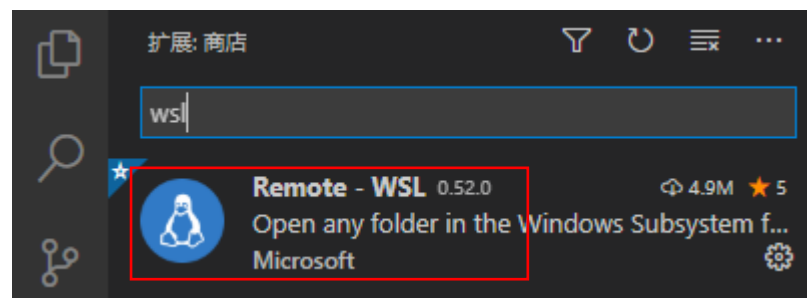 扩展: 商店
wsl
Remote - WSL 0.52.0 4.9M 5
Open any folder in the Windows Subsystem f...
Microsoft